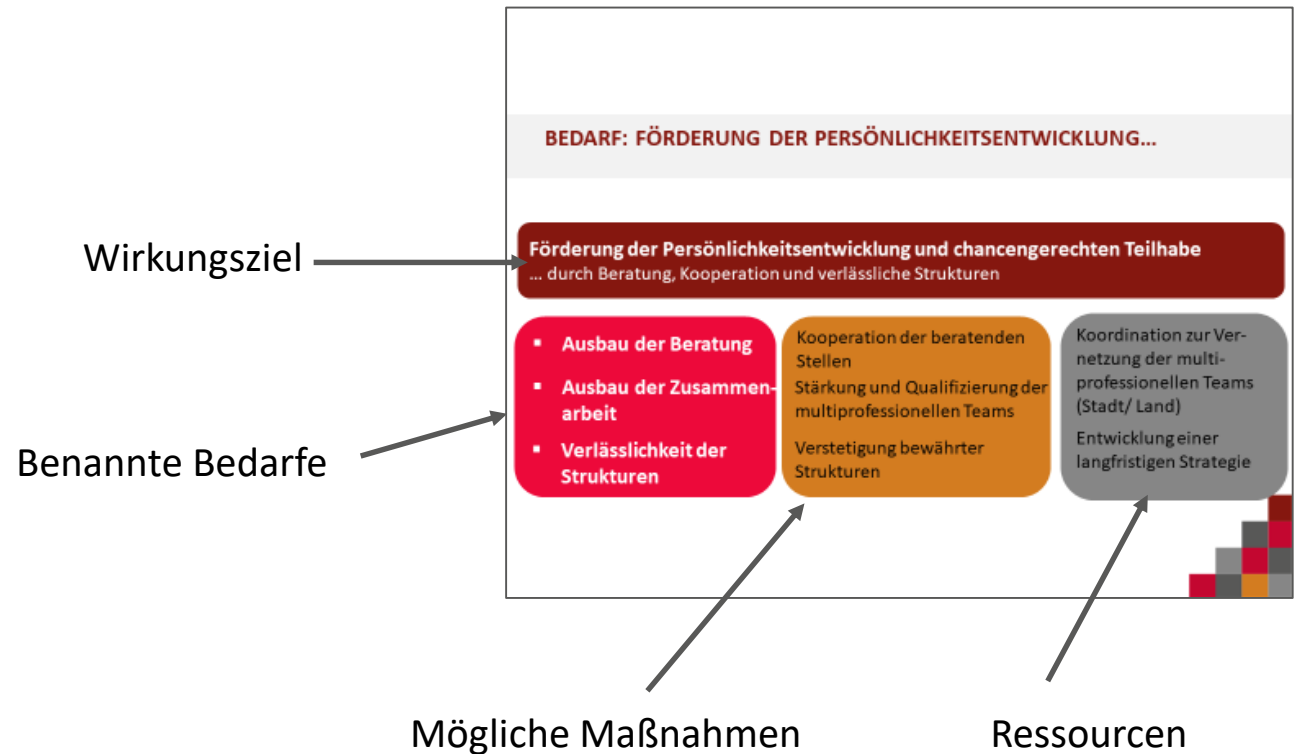 BEDARF: FÖRDERUNG DER PERSÖNLICHKEITSENTWICKLUNG...
Wirkungsziel
Förderung der Persönlichkeitsentwicklung und chancengerechten Teilhabe
... durch Beratung, Kooperation und verlässliche Strukturen
Benannte Bedarfe
▪ Ausbau der Beratung
▪ Ausbau der Zusammen-
arbeit
▪ Verlässlichkeit der
Strukturen
Kooperation der beratenden
Stellen
Stärkung und Qualifizierung der
multiprofessionellen Teams
Verstetigung bewährter
Strukturen
Koordination zur Ver-
netzung der multi-
professionellen Teams
(Stadt/ Land)
Entwicklung einer
langfristigen Strategie
Mögliche Maßnahmen
Ressourcen